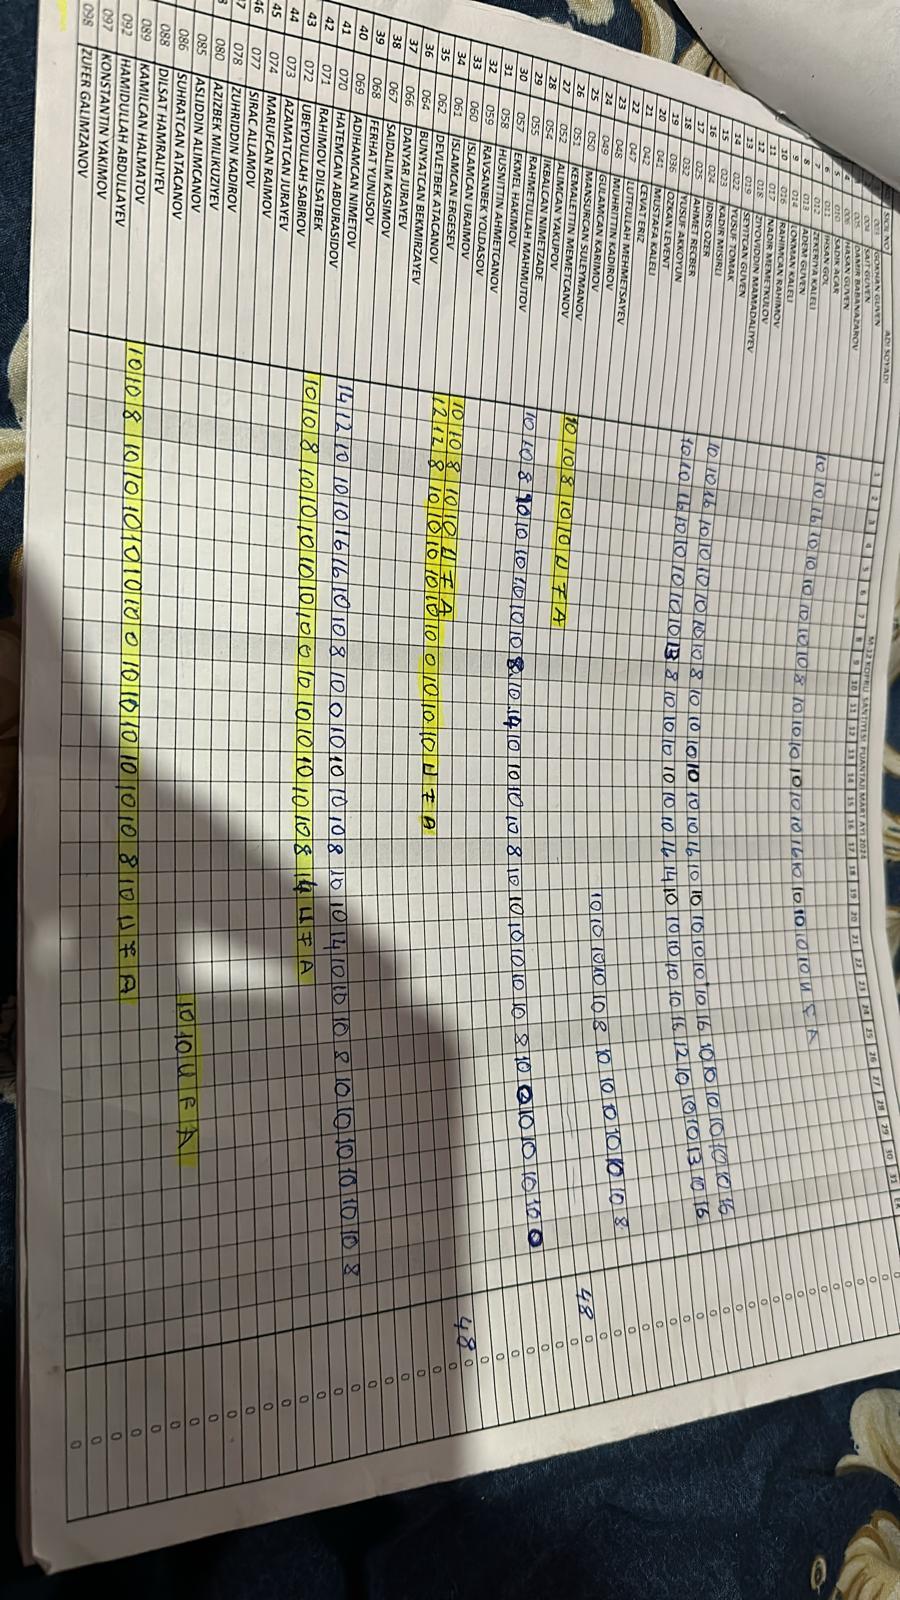 SICIL NO ADI SOYADI
M-12 KOPRU SANTIYESI PUANTAJI MART AYI 2024
1 2 3 4 5 6 7 8 9 10 11 12 13 14 15 16 17 18 19 20 21 22 23 24 25 26 27 28 29 30 31
003 GOKHAN GUVEN 0
004 SAIT GUVEN 0
005 DAMIR BABANAZAROV 0
4 006 HASAN GUVEN 0
5 010 SADIK ACAR 0
6 011 IHSAN GOL 0
7 012 ZEKERIYA KALELI 10 10 16 10 10 10 10 10 10 8 10 10 10 10 10 10 16 10 10 10 10 10 U F A 0
8 013 ADEM GUVEN 0
9 014 LOKMAN KALELI 0
10 016 RAHIMCAN RAHIMOV 0
11 017 NADIR MEMETKULOV 0
12 018 ZIYOVIDDIN MAMADALIYEV 0
13 019 SEYITCAN GUVEN 0
14 022 YUSUF TOMAK 0
15 023 KADIR MISIRLI 10 10 16 10 10 10 10 10 10 8 10 10 10 10 10 10 16 10 10 10 10 10 10 16 10 10 10 10 10 10 16 0
16 024 IDRIS OZER 0
17 025 AHMET RECBER 10 10 16 10 10 10 10 10 13 8 10 10 10 10 10 10 16 14 10 10 10 10 10 16 12 10 10 10 13 10 16 0
18 032 YUSUF AKKOYUN 0
19 036 OZKAN LEVENT 0
20 041 MUSTAFA KALELI 0
21 042 CEVAT ERIZ 0
22 047 LUTFULLAH MEHMETSAYEV 0
23 048 MUHRITTIN KADIROV 10 10 10 10 10 8 10 10 10 10 10 10 8 0
24 049 GULAMCAN KARIMOV 0
25 050 MANSURCAN SULEYMANOV 0
26 051 KEMALETTIN MEMETCANOV 10 10 8 10 10 U F A 48 0
27 052 ALIMCAN YAKUPOV 0
28 054 IKBALCAN NIMETZADE 0
29 055 RAHMETULLAH MAHMUTOV 10 10 8 10 10 10 10 10 10 8 10 14 10 10 10 10 8 10 10 10 10 10 10 8 10 0 10 10 10 10 0 0
30 057 EKMEL HAKIMOV 0
31 058 HUSNITTIN AHMETCANOV 0
32 059 RAVSANBEK YOLDASOV 0
33 060 ISLAMCAN URAIMOV 0
34 061 ISLAMCAN ERGESEV 10 10 8 10 10 U F A 48 0
35 062 DEVLETBEK ATACANOV 12 12 8 10 10 10 10 10 10 0 10 10 10 U F A 0
36 064 BUNYATCAN BEKMIRZAYEV 0
37 066 DANYAR JURAYEV 0
38 067 SAIDALIM KASIMOV 0
39 068 FERHAT YUNUSOV 0
40 069 ADIHAMCAN NIMETOV 0
41 070 HATEMCAN ABDURASIDOV 14 12 10 10 10 16 16 10 10 8 10 0 10 10 10 10 8 10 10 14 10 10 10 8 10 10 10 10 10 10 8 0
42 071 RAHIMOV DILSATBEK 0
43 072 UBEYDULLAH SABIROV 10 10 8 10 10 10 10 10 10 0 10 10 10 10 10 10 8 14 U F A 0
44 073 AZAMATCAN JURAYEV 0
45 074 MARUFCAN RAIMOV 0
46 077 SIRAC ALLAMOV 0
078 ZUHRIDDIN KADIROV 0
080 AZIZBEK MILIKUZIYEV 0
085 ASLIDDIN ALIMCANOV 0
086 SUHRATCAN ATACANOV 10 10 U F A 0
088 DILSAT HAMRALIYEV 0
089 KAMILCAN HALMATOV 0
092 HAMIDULLAH ABDULLAYEV 10 10 8 10 10 10 10 10 10 0 10 10 10 10 10 10 8 10 U F A 0
097 KONSTANTIN YAKIMOV 0
098 ZUFER GALIMZANOV 0